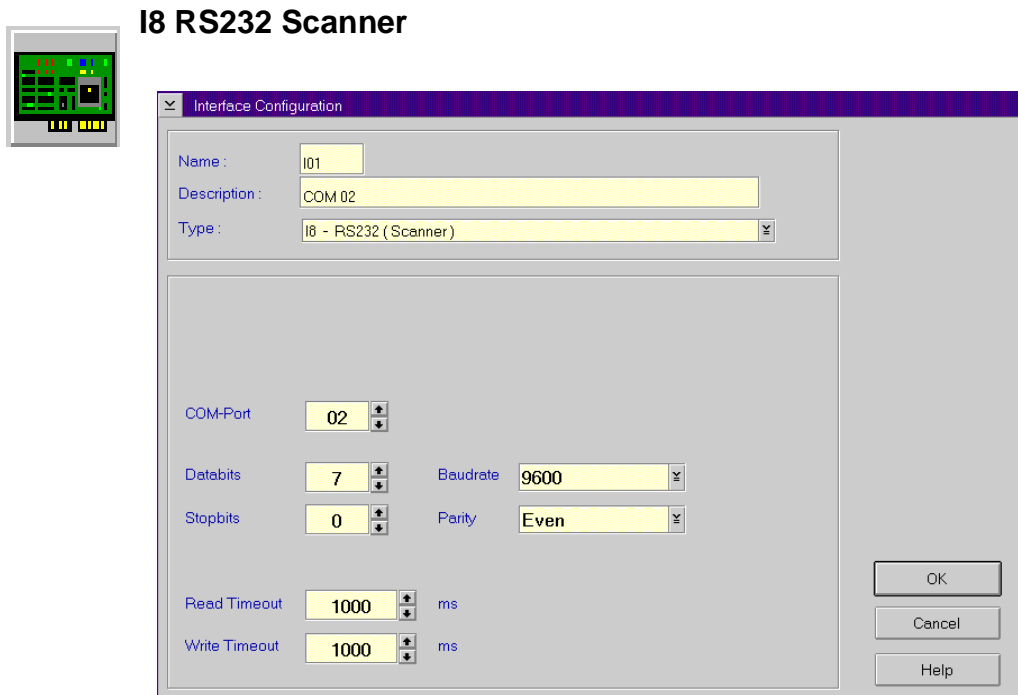 I8 RS232 Scanner
Interface Configuration
Name : I01
Description : COM 02
Type : I8 - RS232 ( Scanner )
COM-Port 02
Databits 7 Baudrate 9600
Stopbits 0 Parity Even
Read Timeout 1000 ms
Write Timeout 1000 ms
OK
Cancel
Help